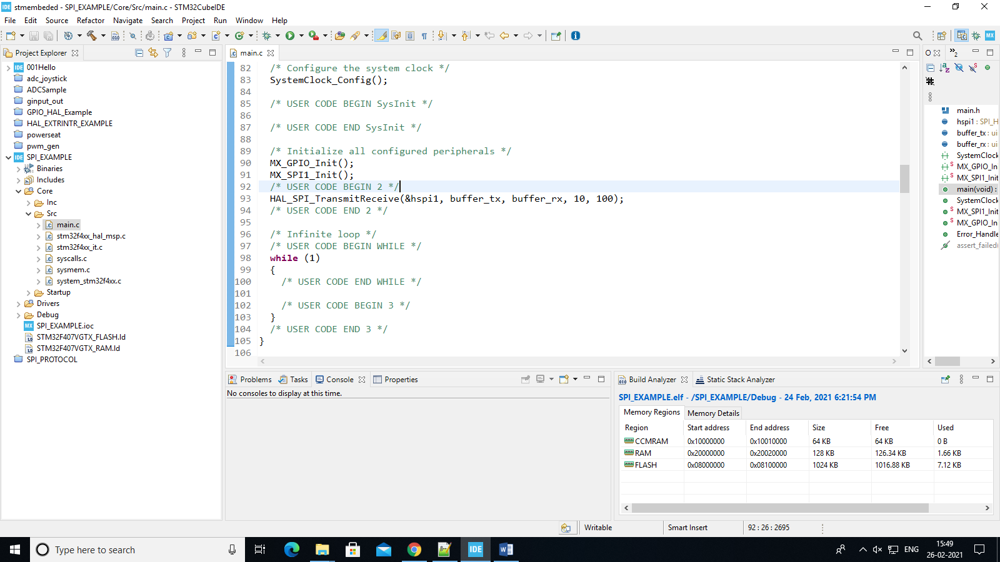 IDE stmembeded - SPI_EXAMPLE/Core/Src/main.c - STM32CubeIDE
File Edit Source Refactor Navigate Search Project Run Window Help
Project Explorer
IDE 001Hello
adc_joystick
ADCSample
ginput_out
GPIO_HAL_Example
HAL_EXTRINTR_EXAMPLE
powerseat
pwm_gen
IDE SPI_EXAMPLE
Binaries
Includes
Core
Inc
Src
main.c
stm32f4xx_hal_msp.c
stm32f4xx_it.c
syscalls.c
sysmem.c
system_stm32f4xx.c
Startup
Drivers
Debug
MX SPI_EXAMPLE.ioc
STM32F407VGTX_FLASH.ld
STM32F407VGTX_RAM.ld
SPI_PROTOCOL
main.c
82 /* Configure the system clock */
83 SystemClock_Config();
84
85 /* USER CODE BEGIN SysInit */
86
87 /* USER CODE END SysInit */
88
89 /* Initialize all configured peripherals */
90 MX_GPIO_Init();
91 MX_SPI1_Init();
92 /* USER CODE BEGIN 2 */
93 HAL_SPI_TransmitReceive(&hspi1, buffer_tx, buffer_rx, 10, 100);
94 /* USER CODE END 2 */
95
96 /* Infinite loop */
97 /* USER CODE BEGIN WHILE */
98 while (1)
99 {
100 /* USER CODE END WHILE */
101
102 /* USER CODE BEGIN 3 */
103 }
104 /* USER CODE END 3 */
105 }
106
O
2
main.h
hspi1 : SPI_H
buffer_tx : ui
buffer_rx : ui
SystemClock
MX_GPIO_In
MX_SPI1_Init
main(void) :
SystemClock
MX_SPI1_Init
MX_GPIO_In
Error_Handle
assert_failed(
Problems Tasks Console Properties
No consoles to display at this time.
Build Analyzer Static Stack Analyzer
SPI_EXAMPLE.elf - /SPI_EXAMPLE/Debug - 24 Feb, 2021 6:21:54 PM
Memory Regions Memory Details
Region Start address End address Size Free Used
CCMRAM 0x10000000 0x10010000 64 KB 64 KB 0 B
RAM 0x20000000 0x20020000 128 KB 126.34 KB 1.66 KB
FLASH 0x08000000 0x08100000 1024 KB 1016.88 KB 7.12 KB
Writable Smart Insert 92 : 26 : 2695
Type here to search
IDE
ENG
15:49
26-02-2021